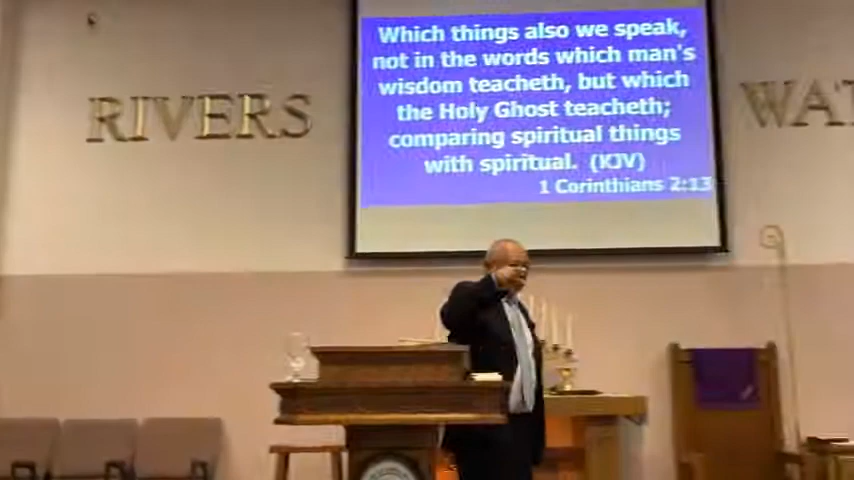 Which things also we speak,
not in the words which man's
wisdom teacheth, but which
the Holy Ghost teacheth;
comparing spiritual things
with spiritual. (KJV)
1 Corinthians 2:13
RIVERS
WAT